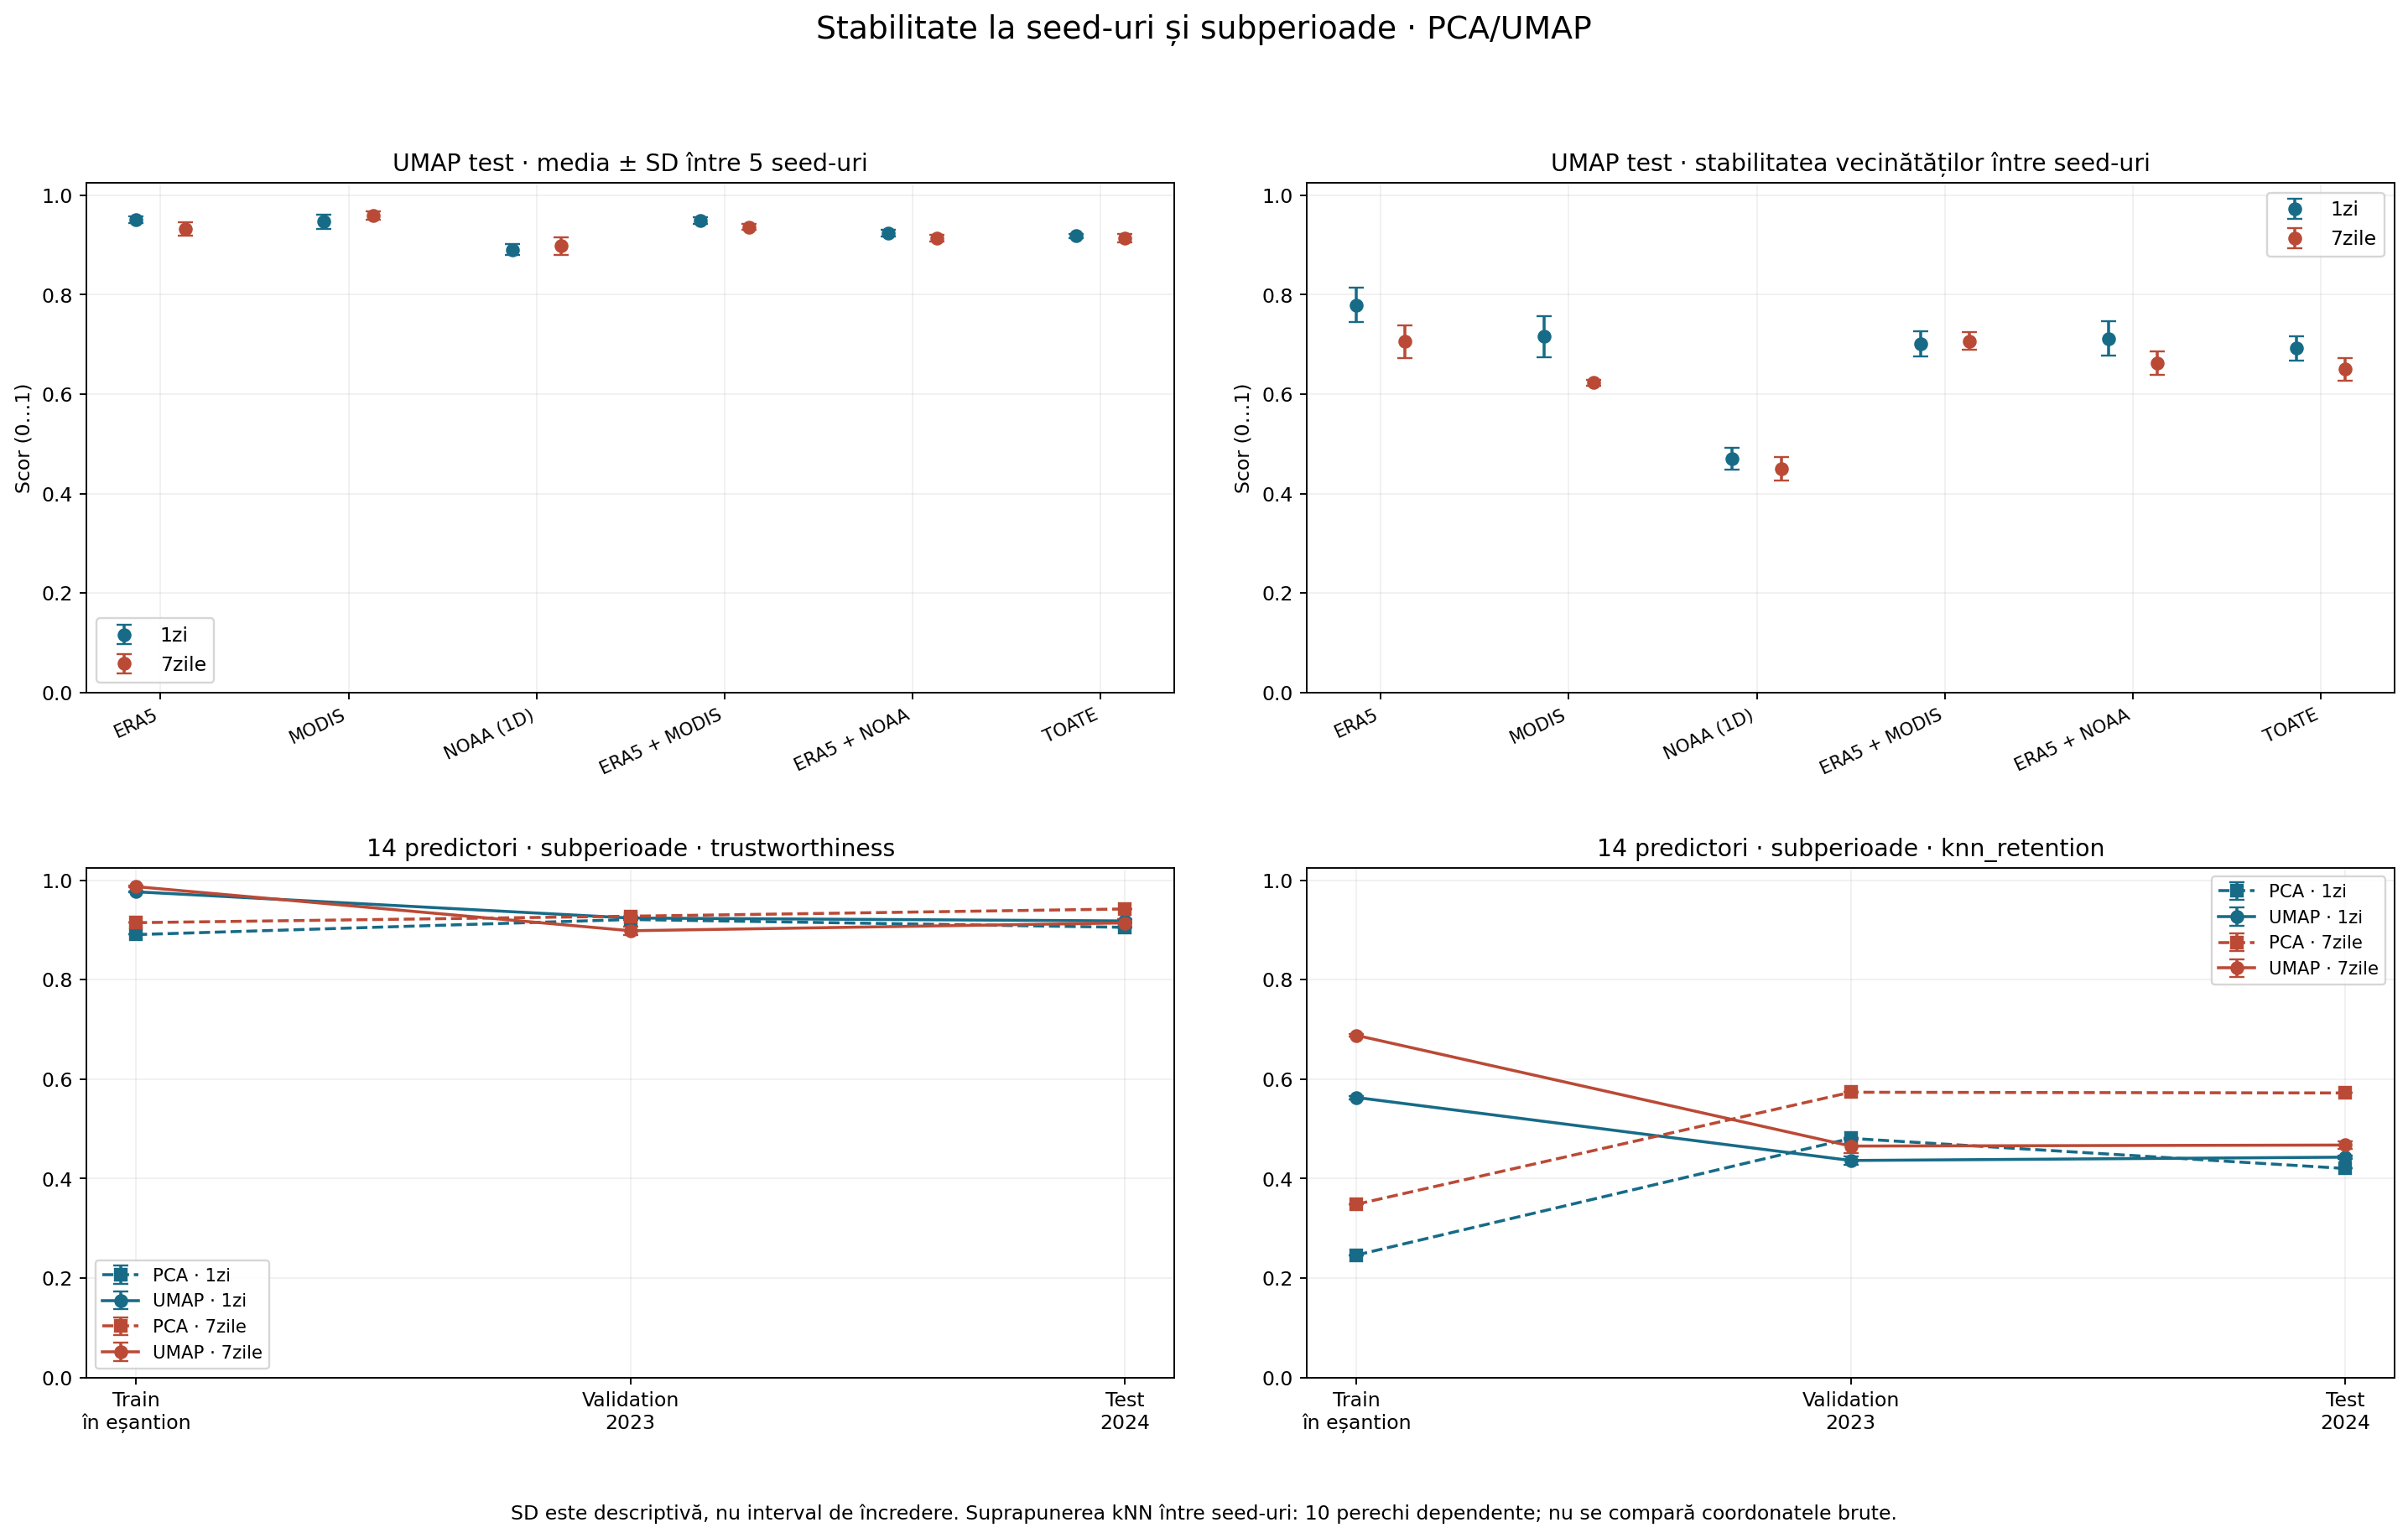 Stabilitate la seed-uri și subperioade · PCA/UMAP
UMAP test · media ± SD între 5 seed-uri
Scor (0...1)
1.0
0.8
0.6
0.4
0.2
0.0
1zi
7zile
ERA5
MODIS
NOAA (1D)
ERA5 + MODIS
ERA5 + NOAA
TOATE
UMAP test · stabilitatea vecinătăților între seed-uri
Scor (0...1)
1.0
0.8
0.6
0.4
0.2
0.0
1zi
7zile
ERA5
MODIS
NOAA (1D)
ERA5 + MODIS
ERA5 + NOAA
TOATE
14 predictori · subperioade · trustworthiness
1.0
0.8
0.6
0.4
0.2
0.0
PCA · 1zi
UMAP · 1zi
PCA · 7zile
UMAP · 7zile
Train
în eșantion
Validation
2023
Test
2024
14 predictori · subperioade · knn_retention
1.0
0.8
0.6
0.4
0.2
0.0
PCA · 1zi
UMAP · 1zi
PCA · 7zile
UMAP · 7zile
Train
în eșantion
Validation
2023
Test
2024
SD este descriptivă, nu interval de încredere. Suprapunerea kNN între seed-uri: 10 perechi dependente; nu se compară coordonatele brute.